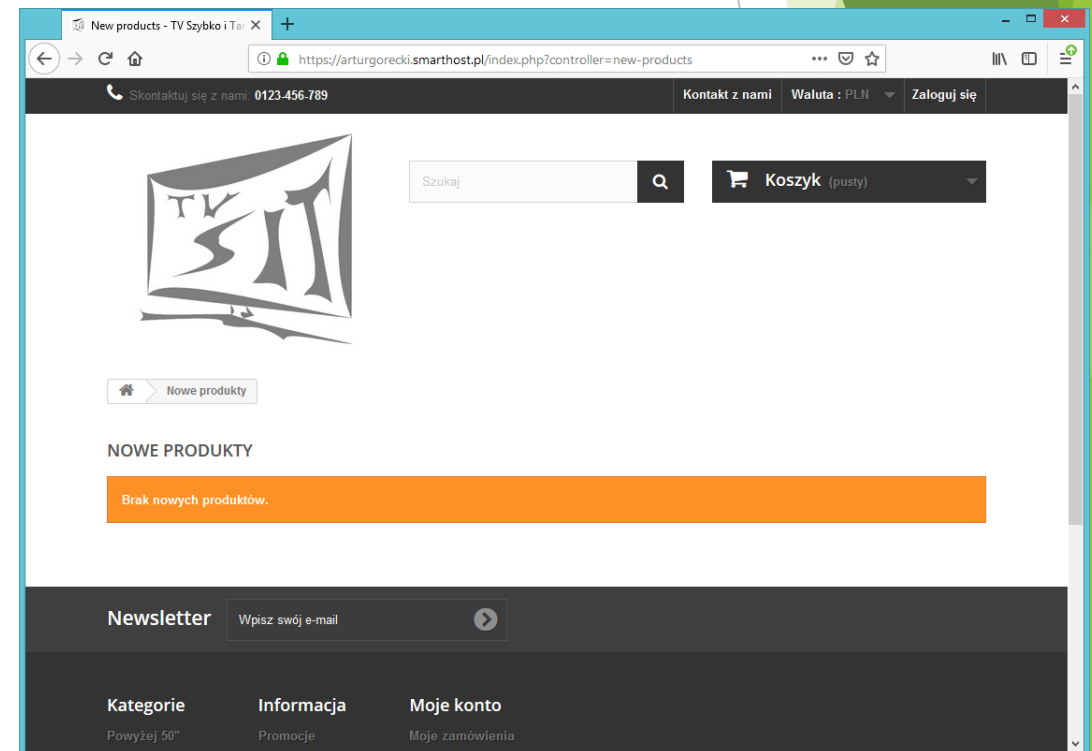 New products - TV Szybko i Tar
https://arturgorecki.smarthost.pl/index.php?controller=new-products
Skontaktuj się z nami: 0123-456-789
Kontakt z nami
Waluta : PLN
Zaloguj się
TV
SIT
Szukaj
Koszyk (pusty)
Nowe produkty
NOWE PRODUKTY
Brak nowych produktów.
Newsletter
Wpisz swój e-mail
Kategorie
Informacja
Moje konto
Powyżej 50"
Promocje
Moje zamówienia